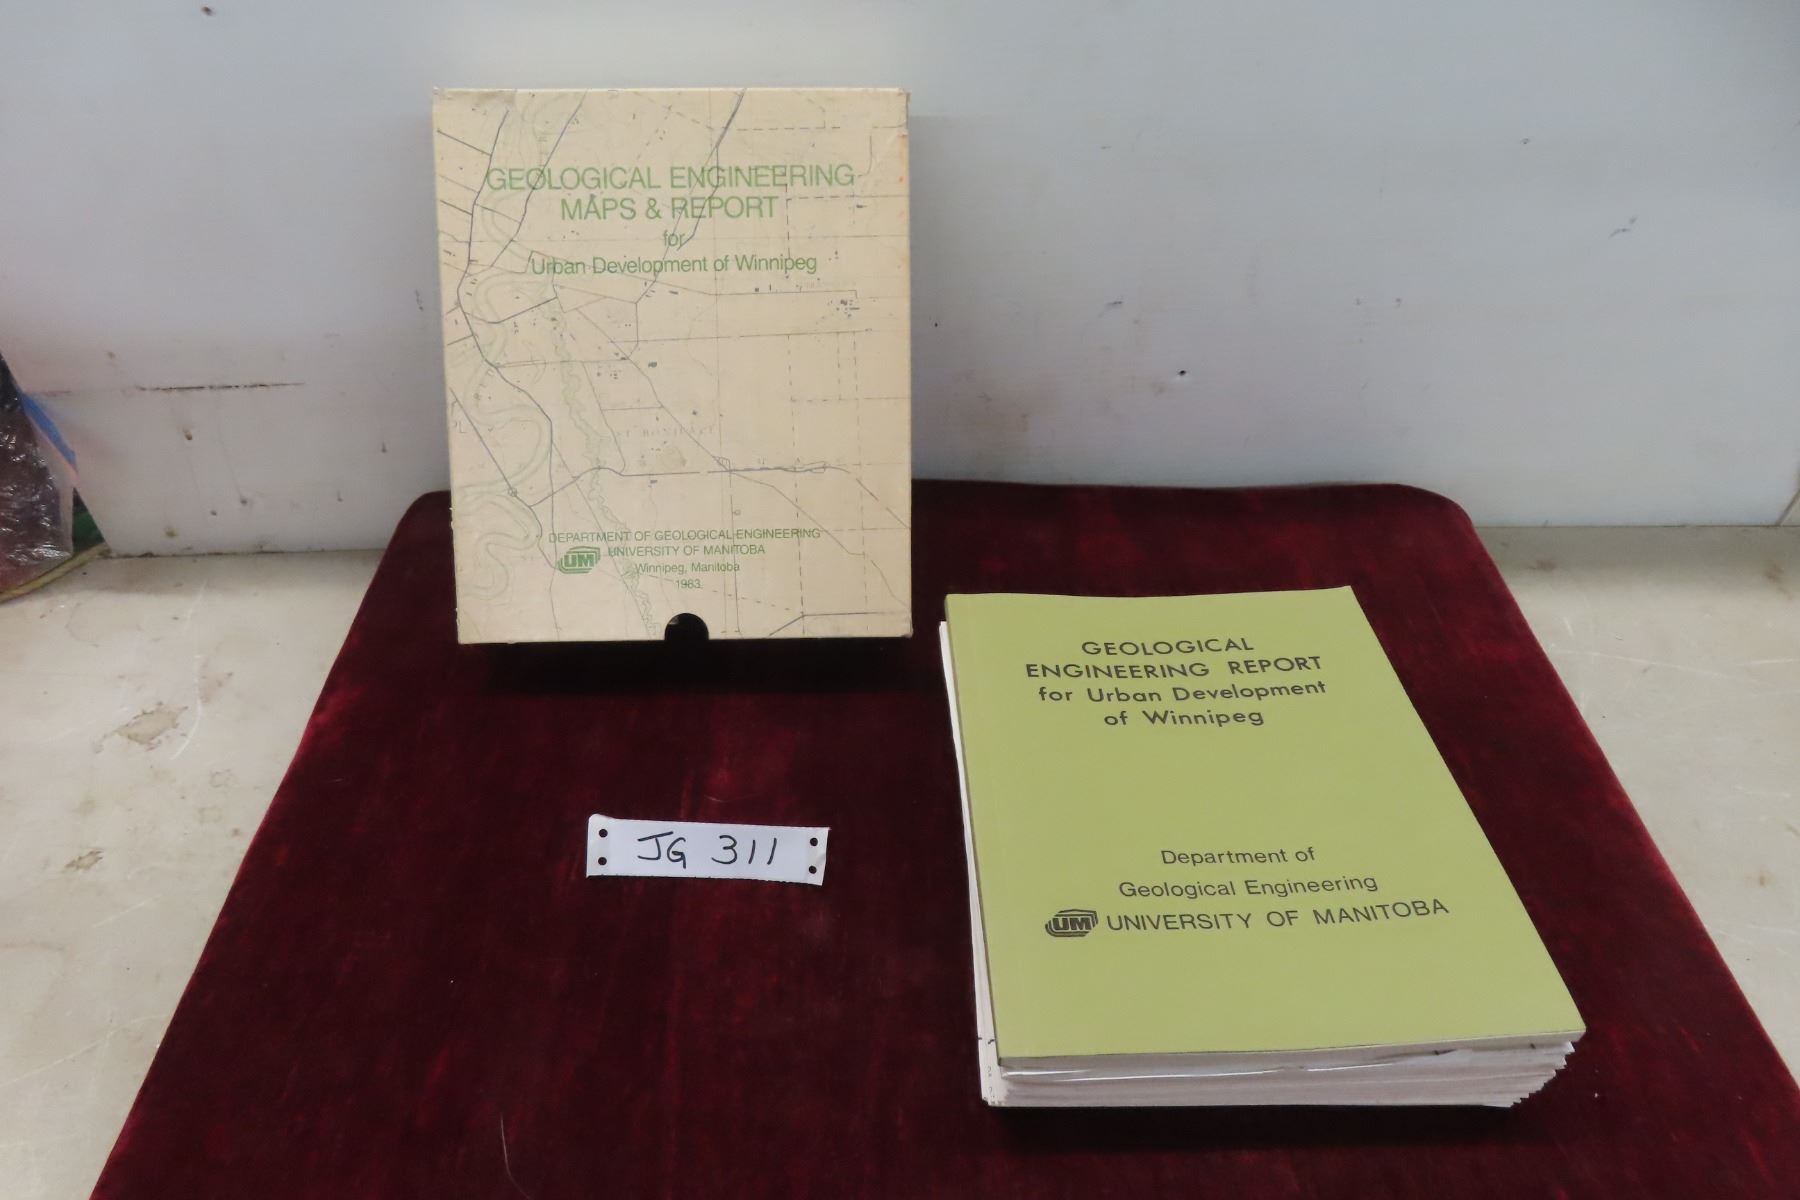 GEOLOGICAL ENGINEERING
MAPS & REPORT
for
Urban Development of Winnipeg
ST BONIFACE
DEPARTMENT OF GEOLOGICAL ENGINEERING
UM UNIVERSITY OF MANITOBA
Winnipeg, Manitoba
1983
JG 311
GEOLOGICAL
ENGINEERING REPORT
for Urban Development
of Winnipeg
Department of
Geological Engineering
UM UNIVERSITY OF MANITOBA